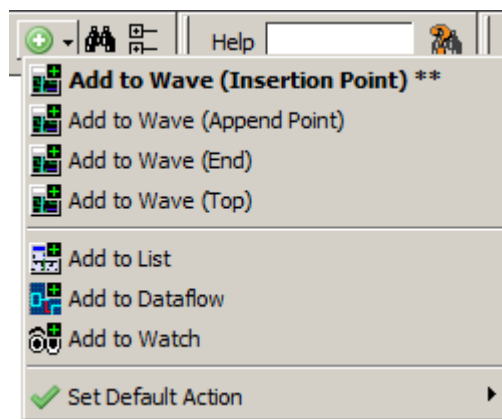 Help
Add to Wave (Insertion Point) **
Add to Wave (Append Point)
Add to Wave (End)
Add to Wave (Top)
Add to List
Add to Dataflow
Add to Watch
Set Default Action